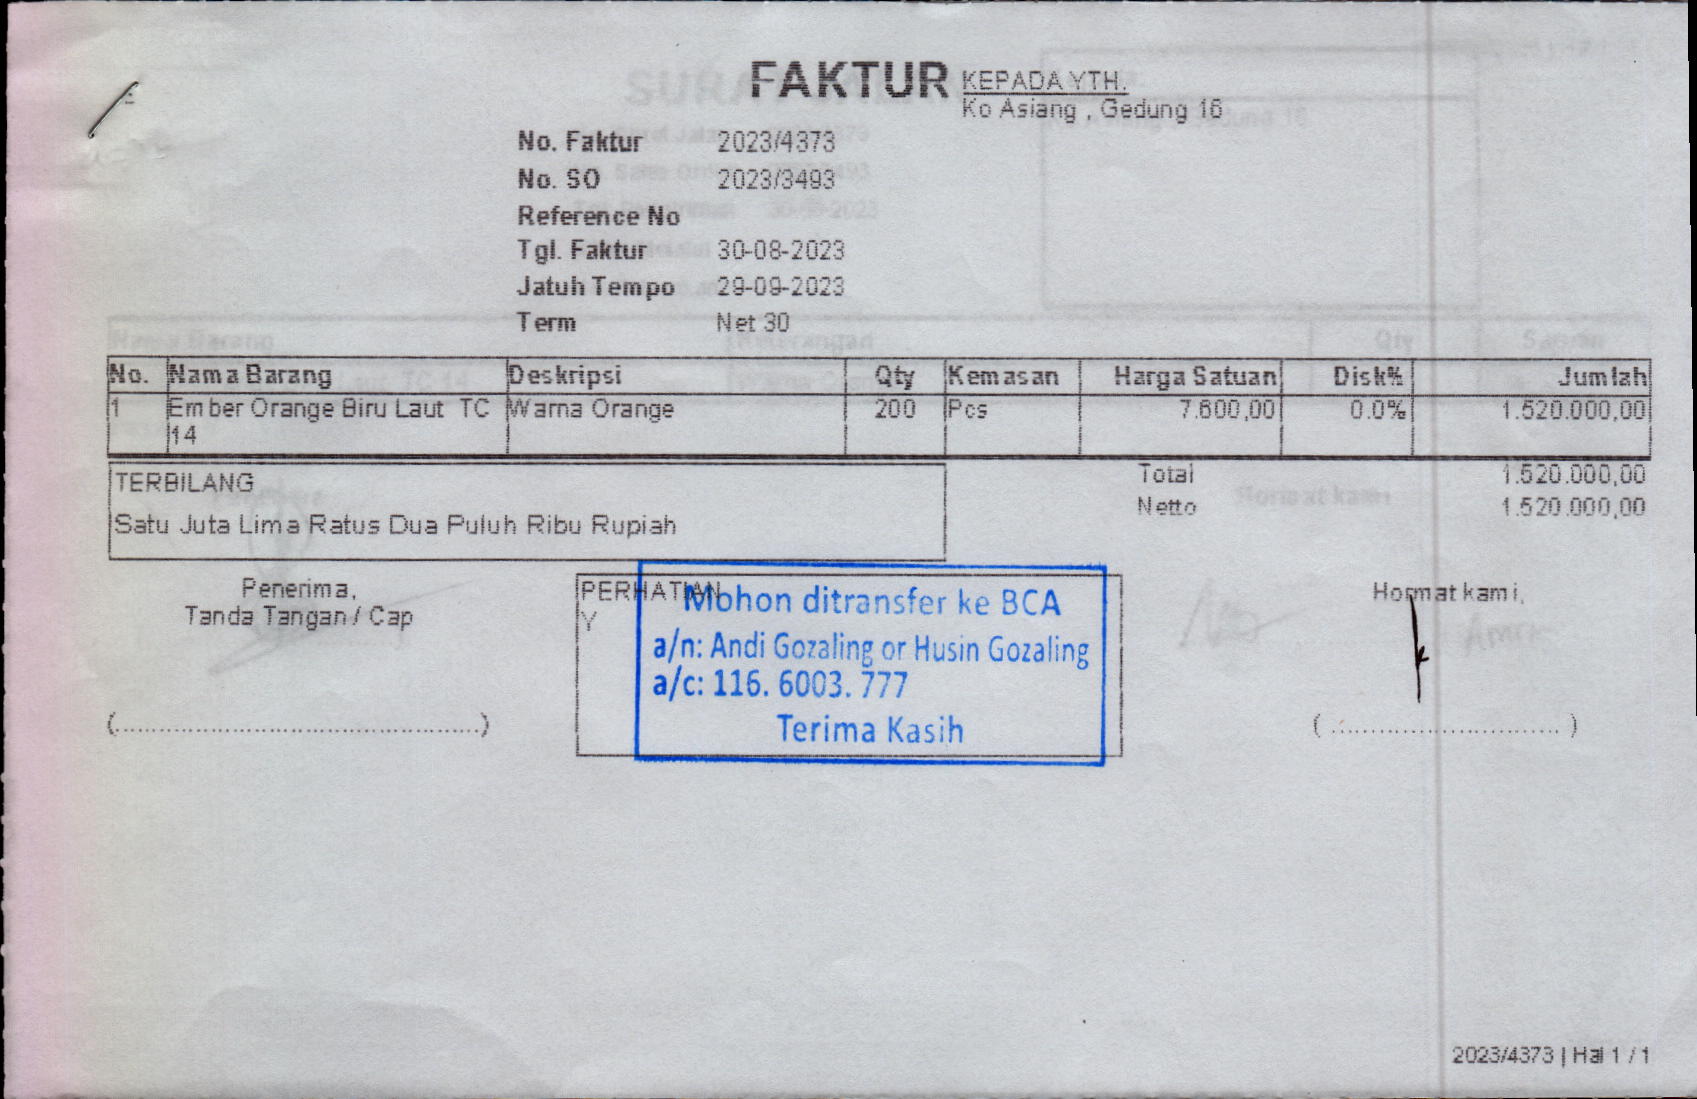 FAKTUR
KEPADA YTH.
Ko Asiang , Gedung 16
No. Faktur 2023/4373
No. SO 2023/3493
Reference No
Tgl. Faktur 30-08-2023
Jatuh Tempo 29-09-2023
Term Net 30
No. Nama Barang Deskripsi Qty Kemasan Harga Satuan Disk% Jumlah
1 Ember Orange Biru Laut TC Warna Orange 200 Pcs 7.600,00 0.0% 1.520.000,00
14
TERBILANG
Satu Juta Lima Ratus Dua Puluh Ribu Rupiah
Total 1.520.000,00
Netto 1.520.000,00
Penerima,
Tanda Tangan / Cap
(...............................................)
PERHATIAN
Y
Mohon ditransfer ke BCA
a/n: Andi Gozaling or Husin Gozaling
a/c: 116. 6003. 777
Terima Kasih
Hormat kami,
( ............................. )
2023/4373 | Hal 1 / 1